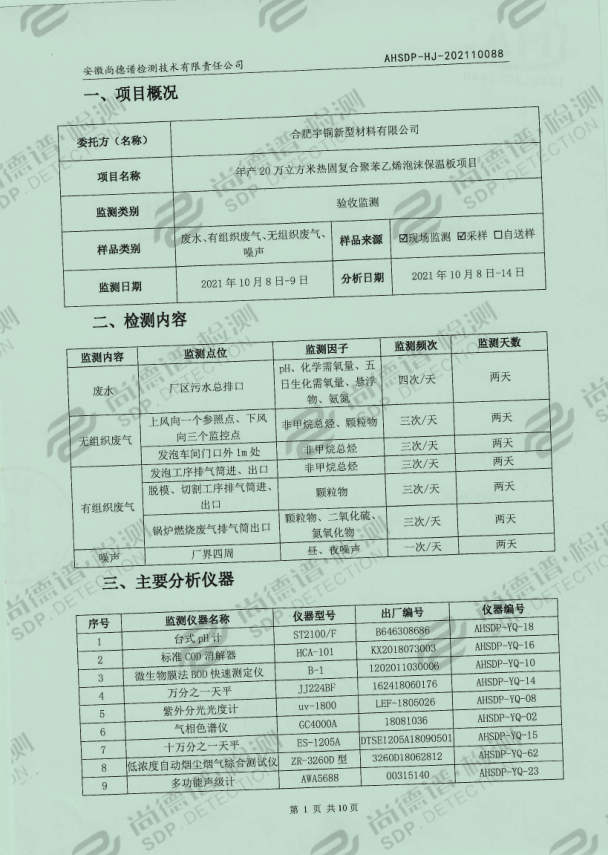 安徽尚德谱检测技术有限责任公司 AHSDP-HJ-202110088
一、项目概况
委托方（名称） 合肥宇铜新型材料有限公司
项目名称 年产20万立方米热固复合聚苯乙烯泡沫保温板项目
监测类别 验收监测
样品类别 废水、有组织废气、无组织废气、噪声 样品来源 ☑现场监测 ☑采样 □自送样
监测日期 2021年10月8日-9日 分析日期 2021年10月8日-14日
二、检测内容
监测内容 监测点位 监测因子 监测频次 监测天数
废水 厂区污水总排口 pH、化学需氧量、五日生化需氧量、悬浮物、氨氮 四次/天 两天
无组织废气 上风向一个参照点、下风向三个监控点 非甲烷总烃、颗粒物 三次/天 两天
发泡车间门口外1m处 非甲烷总烃 三次/天 两天
有组织废气 发泡工序排气筒进、出口 非甲烷总烃 三次/天 两天
脱模、切割工序排气筒进、出口 颗粒物 三次/天 两天
锅炉燃烧废气排气筒出口 颗粒物、二氧化硫、氮氧化物 三次/天 两天
噪声 厂界四周 昼、夜噪声 一次/天 两天
三、主要分析仪器
序号 监测仪器名称 仪器型号 出厂编号 仪器编号
1 台式pH计 ST2100/F B646308686 AHSDP-YQ-18
2 标准COD消解器 HCA-101 KX2018073003 AHSDP-YQ-16
3 微生物膜法BOD快速测定仪 B-1 1202011030006 AHSDP-YQ-10
4 万分之一天平 JJ224BF 162418060176 AHSDP-YQ-14
5 紫外分光光度计 uv-1800 LEF-1805026 AHSDP-YQ-08
6 气相色谱仪 GC4000A 18081036 AHSDP-YQ-02
7 十万分之一天平 ES-1205A DTSE1205A18090501 AHSDP-YQ-15
8 低浓度自动烟尘烟气综合测试仪 ZR-3260D型 3260D18062812 AHSDP-YQ-62
9 多功能声级计 AWA5688 00315140 AHSDP-YQ-23
第 1 页 共 10 页
尚德谱·检测
SDP. DETECTION